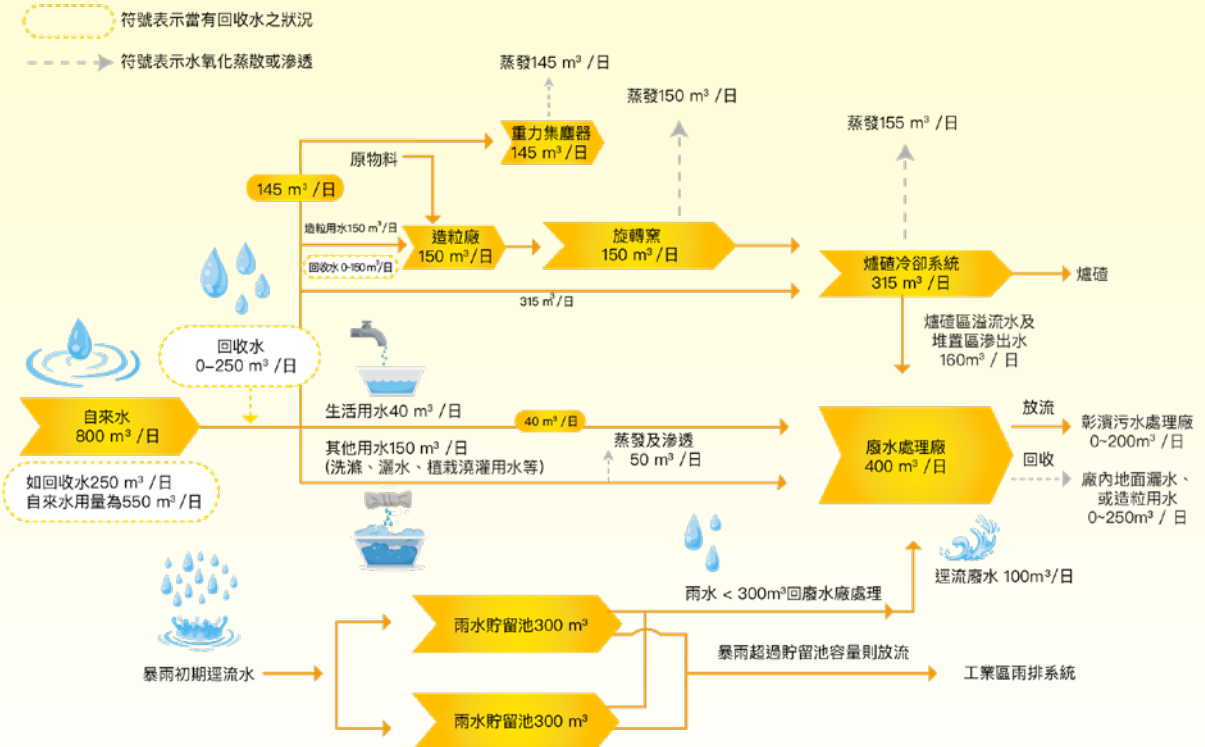 符號表示當有回收水之狀況
符號表示水氧化蒸散或滲透
蒸發145 m³ /日
蒸發150 m³ /日
蒸發155 m³ /日
重力集塵器
145 m³/日
原物料
145 m³ /日
造粒用水150 m³/日
回收水 0-150 m³/日
造粒廠
150 m³/日
旋轉窯
150 m³/日
爐碴冷卻系統
315 m³ /日
爐碴
315 m³/日
爐碴區溢流水及
堆置區滲出水
160m³ / 日
回收水
0–250 m³ /日
自來水
800 m³ /日
如回收水250 m³ /日
自來水用量為550 m³ /日
生活用水40 m³ /日
40 m³ /日
其他用水150 m³ /日
(洗滌、灑水、植栽澆灌用水等)
蒸發及滲透
50 m³ /日
廢水處理廠
400 m³ /日
放流
彰濱污水處理廠
0~200m³ /日
回收
廠內地面灑水、
或造粒用水
0~250m³ / 日
逕流廢水 100m³/日
雨水 < 300m³回廢水廠處理
雨水貯留池300 m³
暴雨初期逕流水
暴雨超過貯留池容量則放流
工業區雨排系統
雨水貯留池300 m³